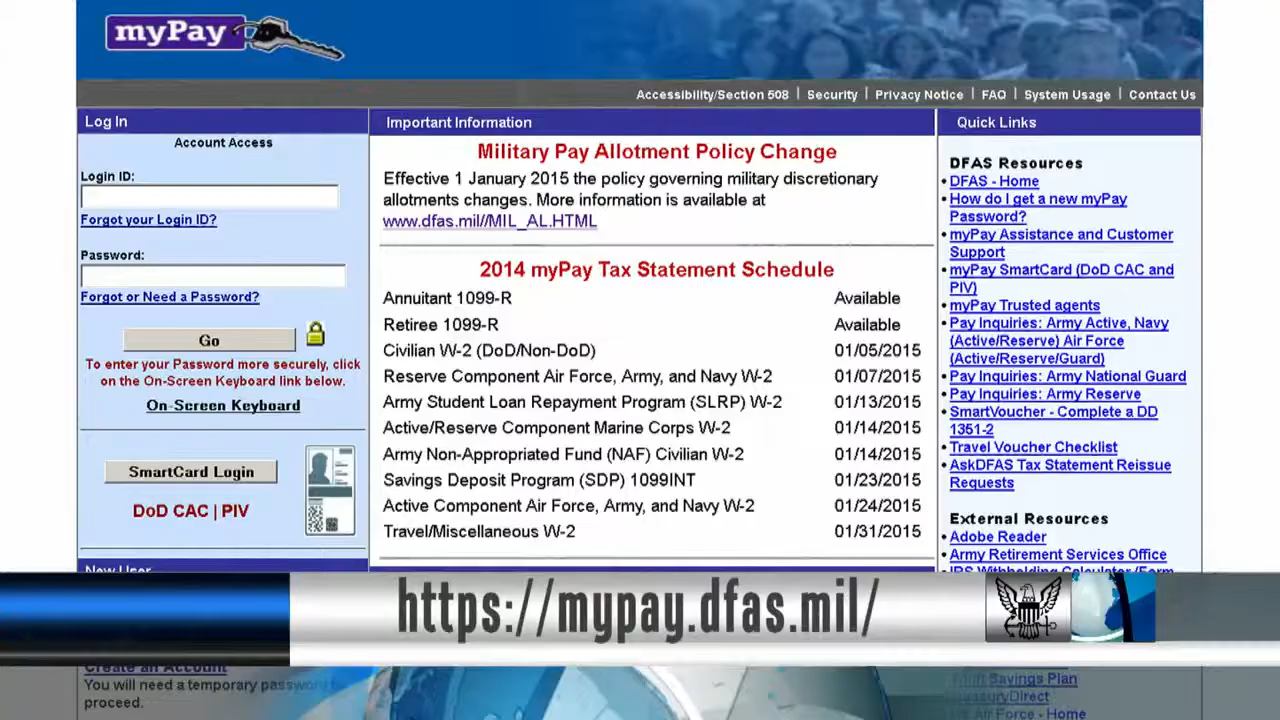 myPay
Accessibility/Section 508 | Security | Privacy Notice | FAQ | System Usage | Contact Us
Log In
Account Access
Login ID:
Forgot your Login ID?
Password:
Forgot or Need a Password?
Go
To enter your Password more securely, click
on the On-Screen Keyboard link below.
On-Screen Keyboard
SmartCard Login
DoD CAC | PIV
New User
Create an Account
You will need a temporary password to
proceed.
Important Information
Military Pay Allotment Policy Change
Effective 1 January 2015 the policy governing military discretionary
allotments changes. More information is available at
www.dfas.mil//MIL_AL.HTML
2014 myPay Tax Statement Schedule
Annuitant 1099-R Available
Retiree 1099-R Available
Civilian W-2 (DoD/Non-DoD) 01/05/2015
Reserve Component Air Force, Army, and Navy W-2 01/07/2015
Army Student Loan Repayment Program (SLRP) W-2 01/13/2015
Active/Reserve Component Marine Corps W-2 01/14/2015
Army Non-Appropriated Fund (NAF) Civilian W-2 01/14/2015
Savings Deposit Program (SDP) 1099INT 01/23/2015
Active Component Air Force, Army, and Navy W-2 01/24/2015
Travel/Miscellaneous W-2 01/31/2015
Quick Links
DFAS Resources
DFAS - Home
How do I get a new myPay
Password?
myPay Assistance and Customer
Support
myPay SmartCard (DoD CAC and
PIV)
myPay Trusted agents
Pay Inquiries: Army Active, Navy
(Active/Reserve) Air Force
(Active/Reserve/Guard)
Pay Inquiries: Army National Guard
Pay Inquiries: Army Reserve
SmartVoucher - Complete a DD
1351-2
Travel Voucher Checklist
AskDFAS Tax Statement Reissue
Requests
External Resources
Adobe Reader
Army Retirement Services Office
IRS Withholding Calculator (Form
Savings Plan
Air Force - Home
https://mypay.dfas.mil/